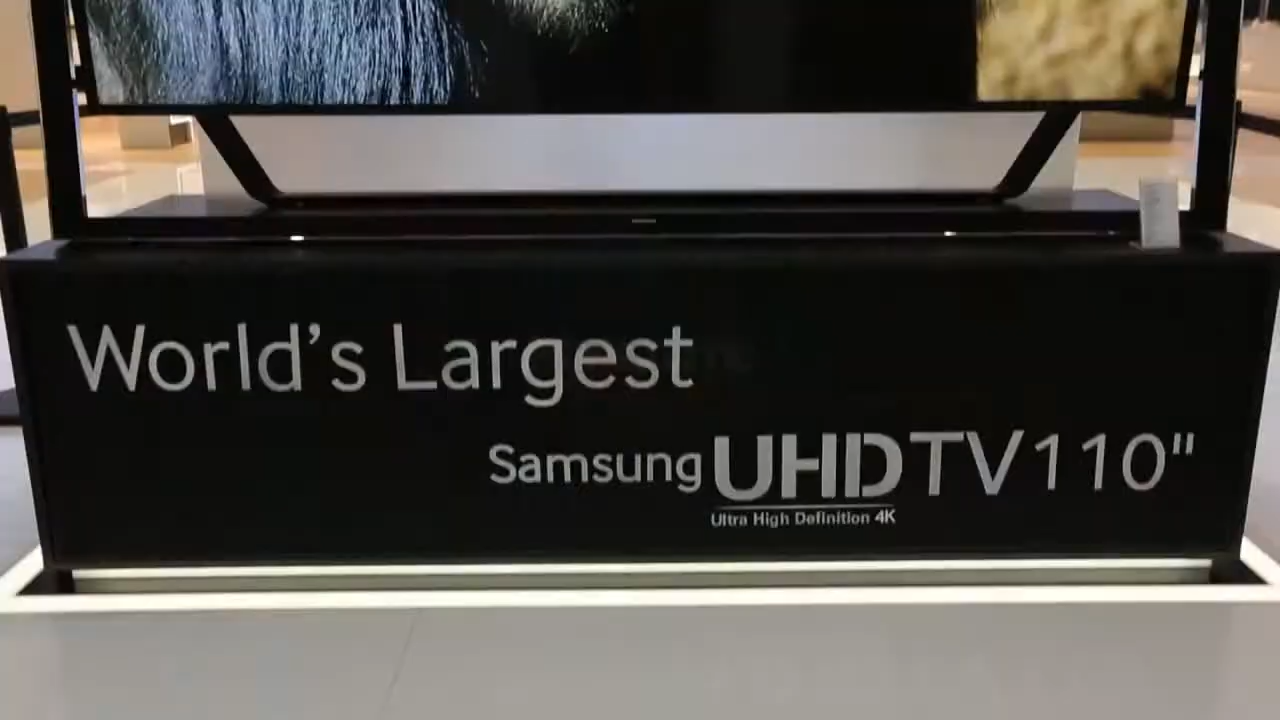 World's Largest
Samsung UHD TV 110"
Ultra High Definition 4K